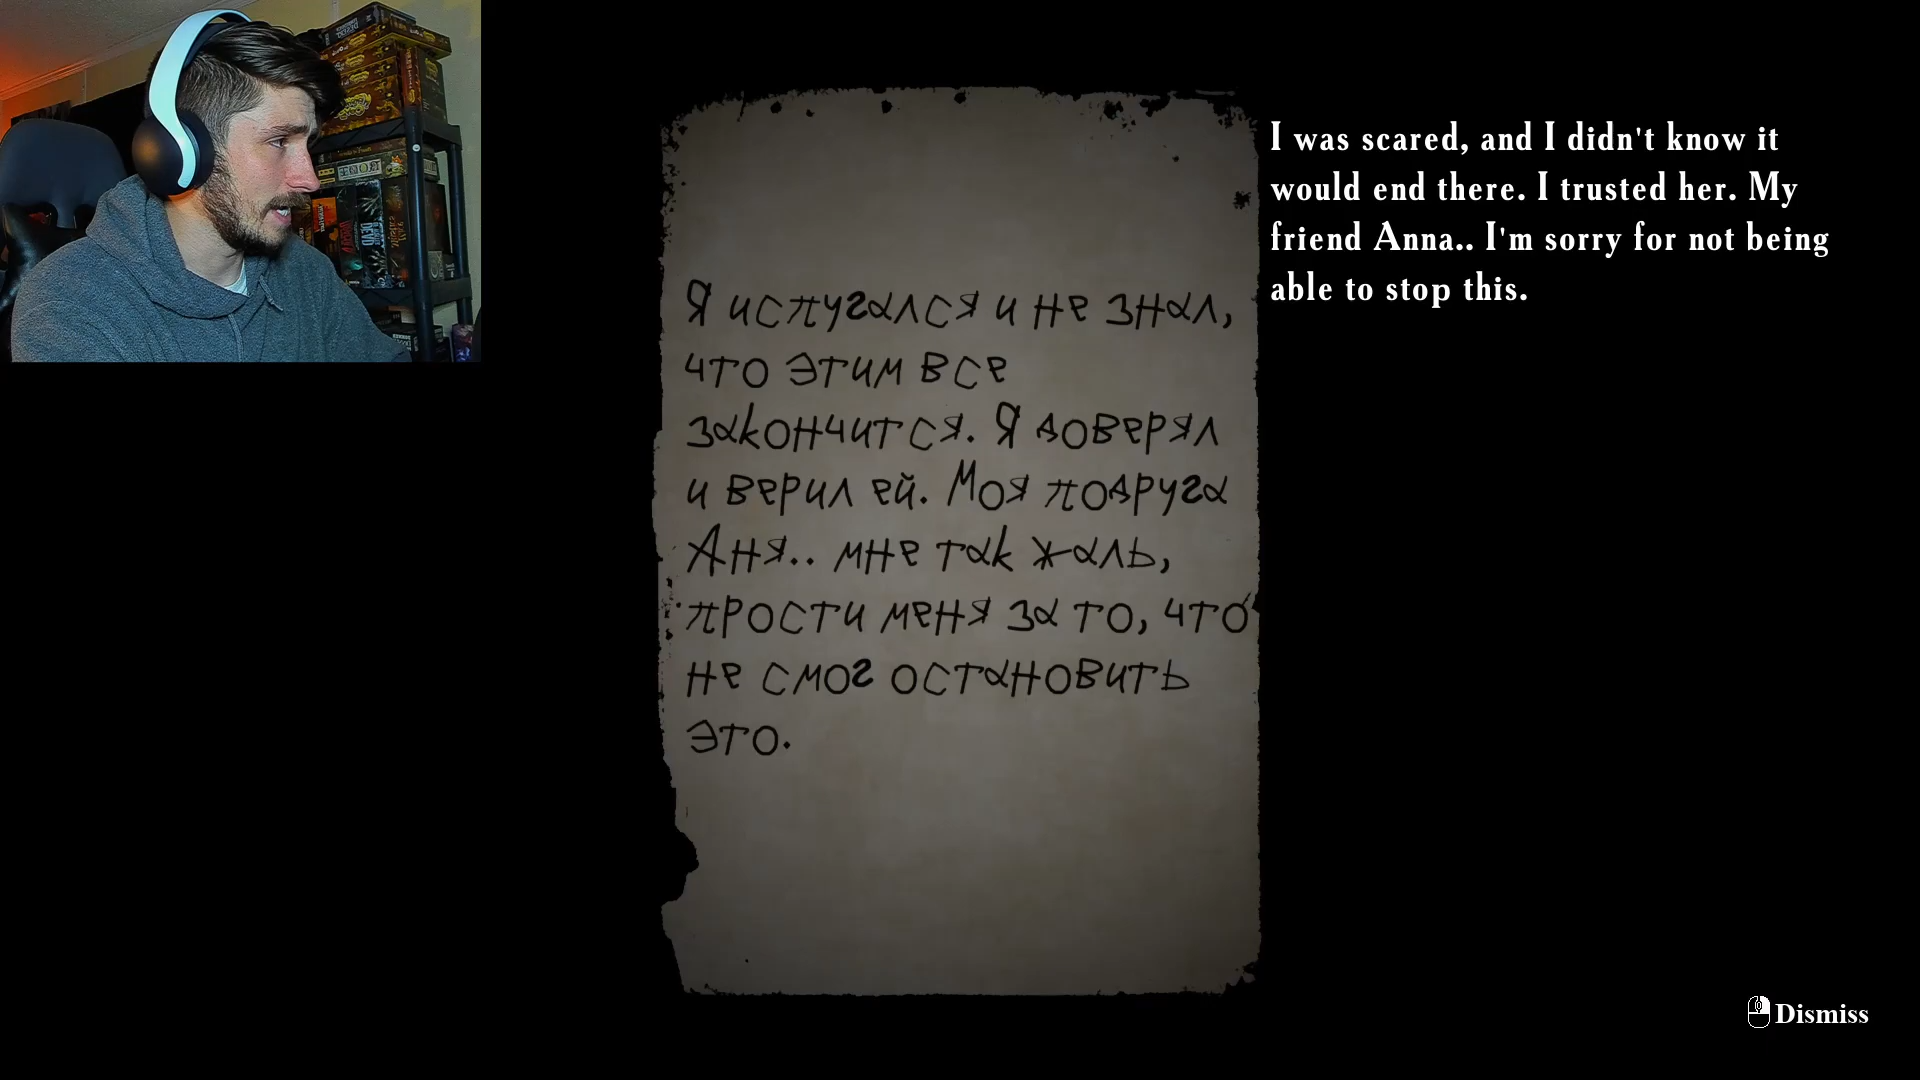 I was scared, and I didn't know it
would end there. I trusted her. My
friend Anna.. I'm sorry for not being
able to stop this.
Я испугался и не знал,
что этим все
закончится. Я доверял
и верил ей. Моя подруга
Аня.. мне так жаль,
прости меня за то, что
не смог остановить
это.
Dismiss